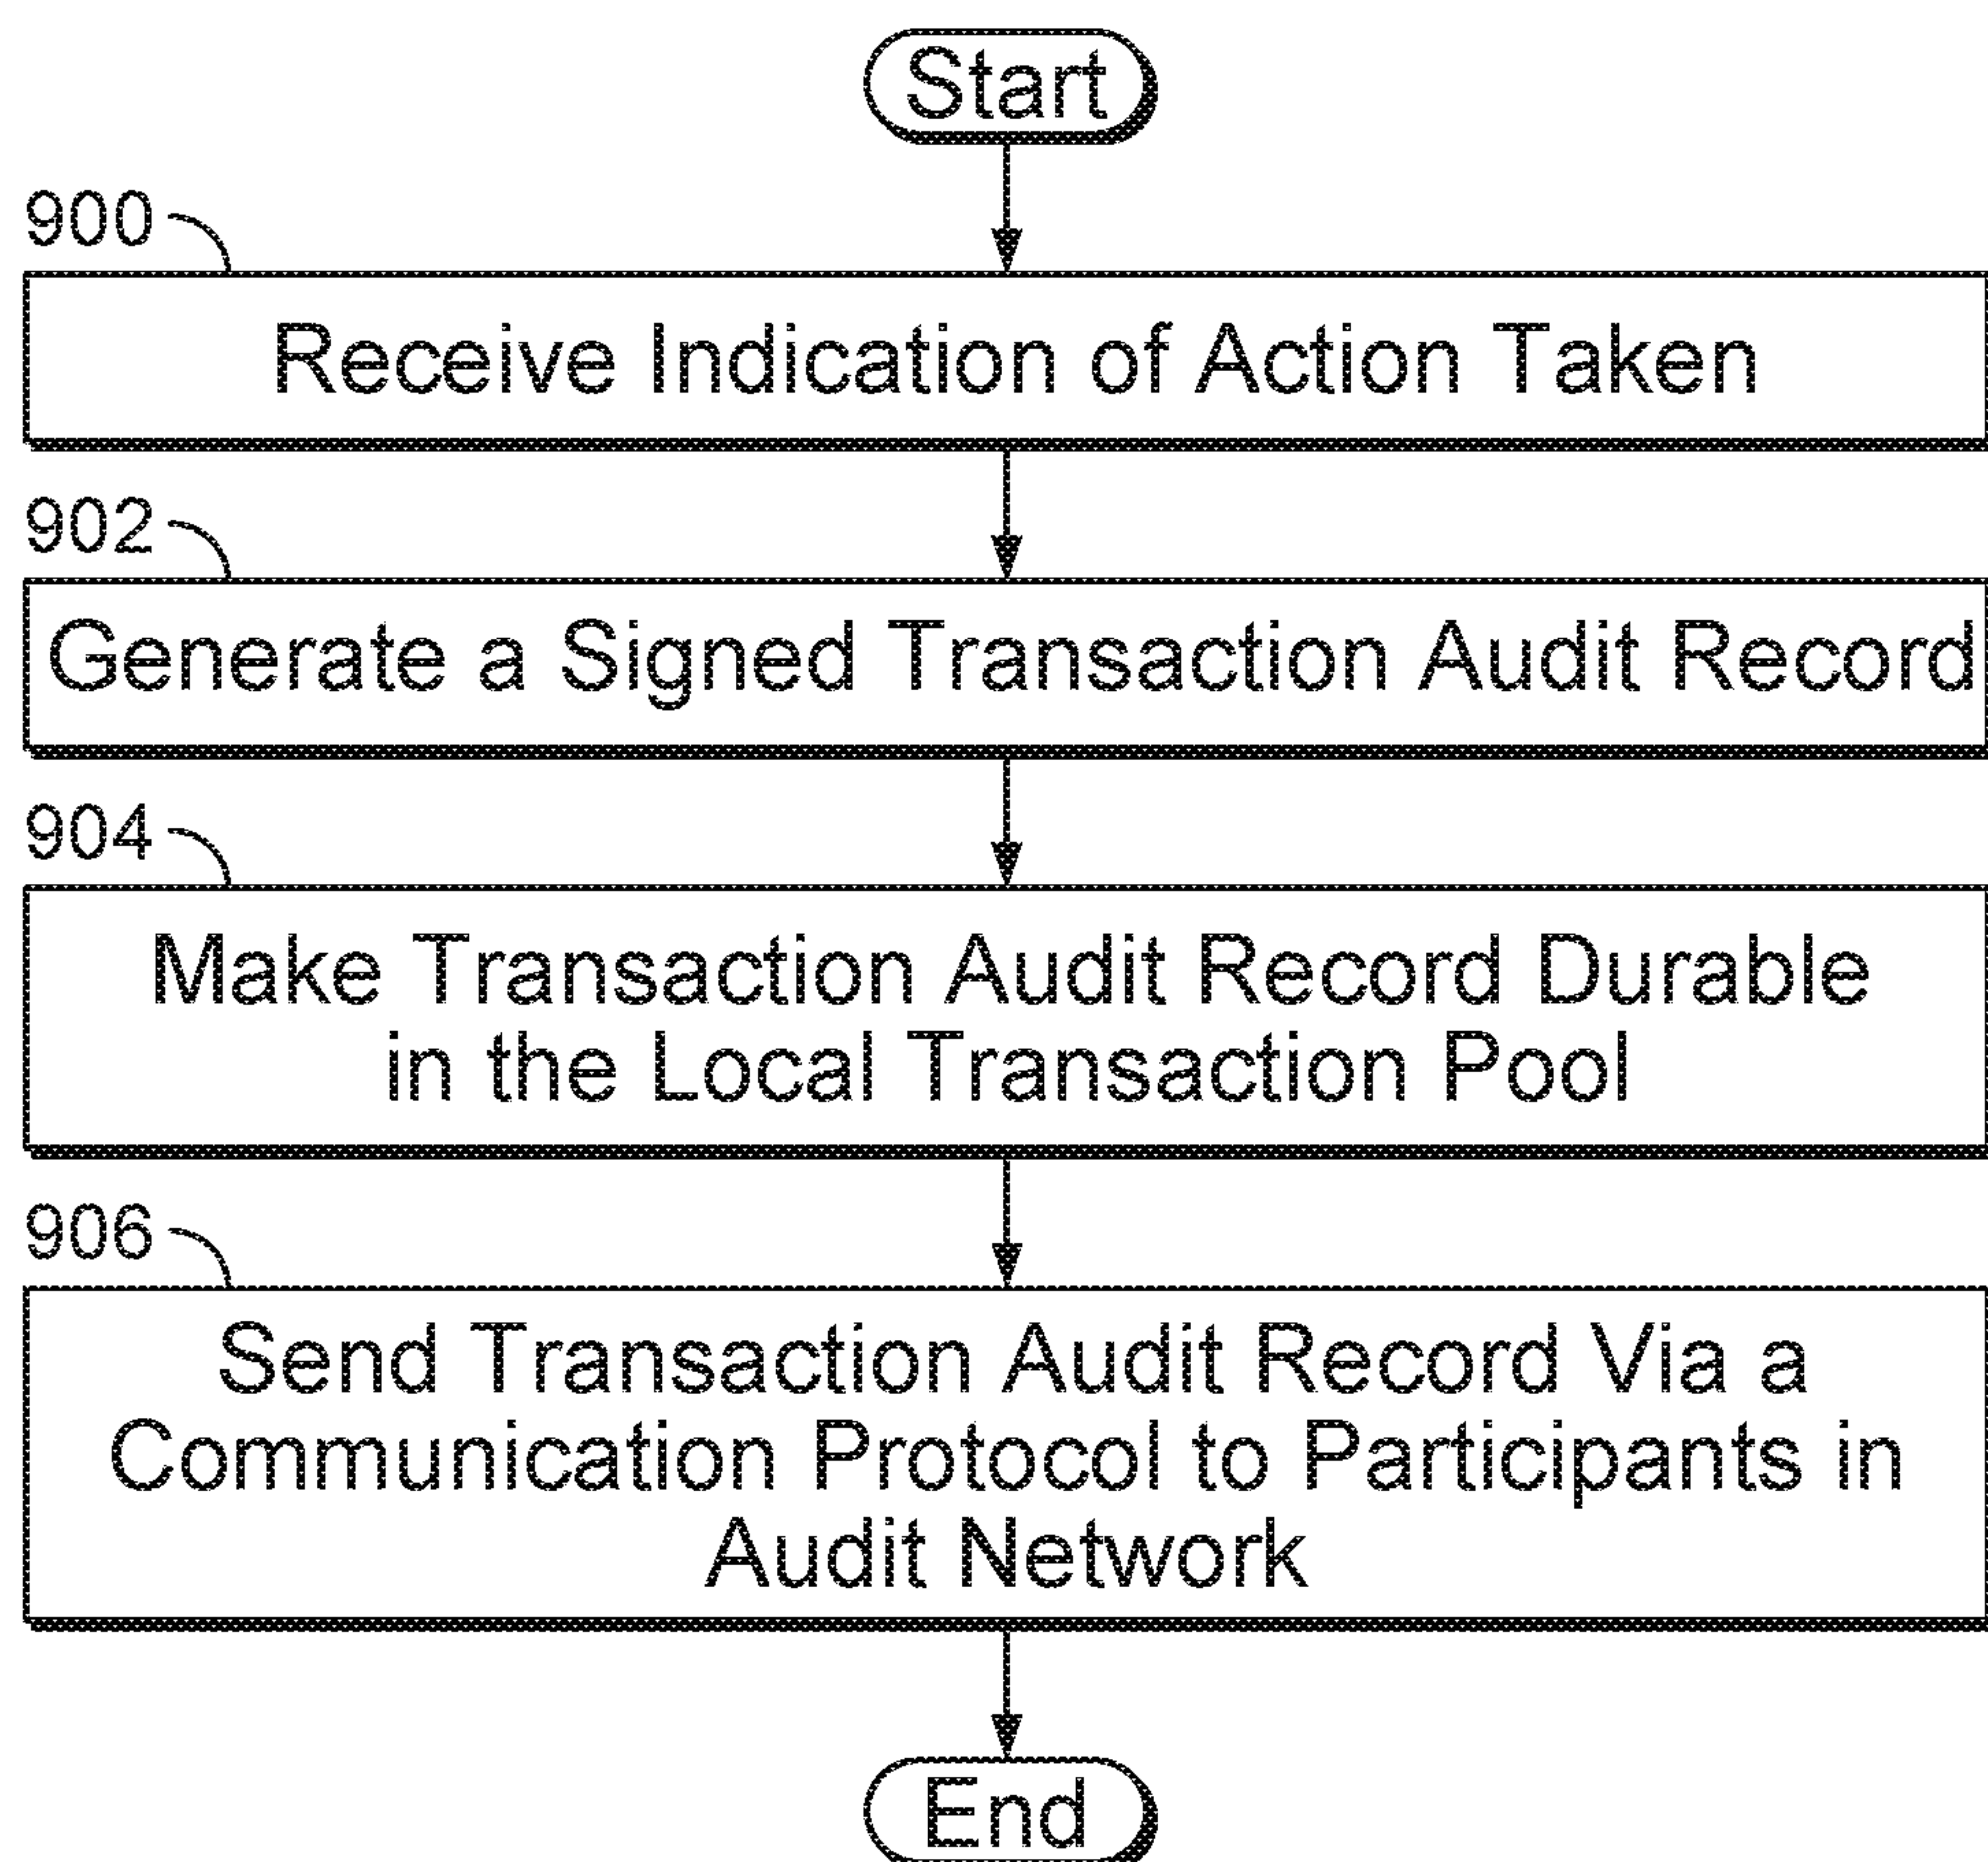 Start
900
Receive Indication of Action Taken
902
Generate a Signed Transaction Audit Record
904
Make Transaction Audit Record Durable
in the Local Transaction Pool
906
Send Transaction Audit Record Via a
Communication Protocol to Participants in
Audit Network
End